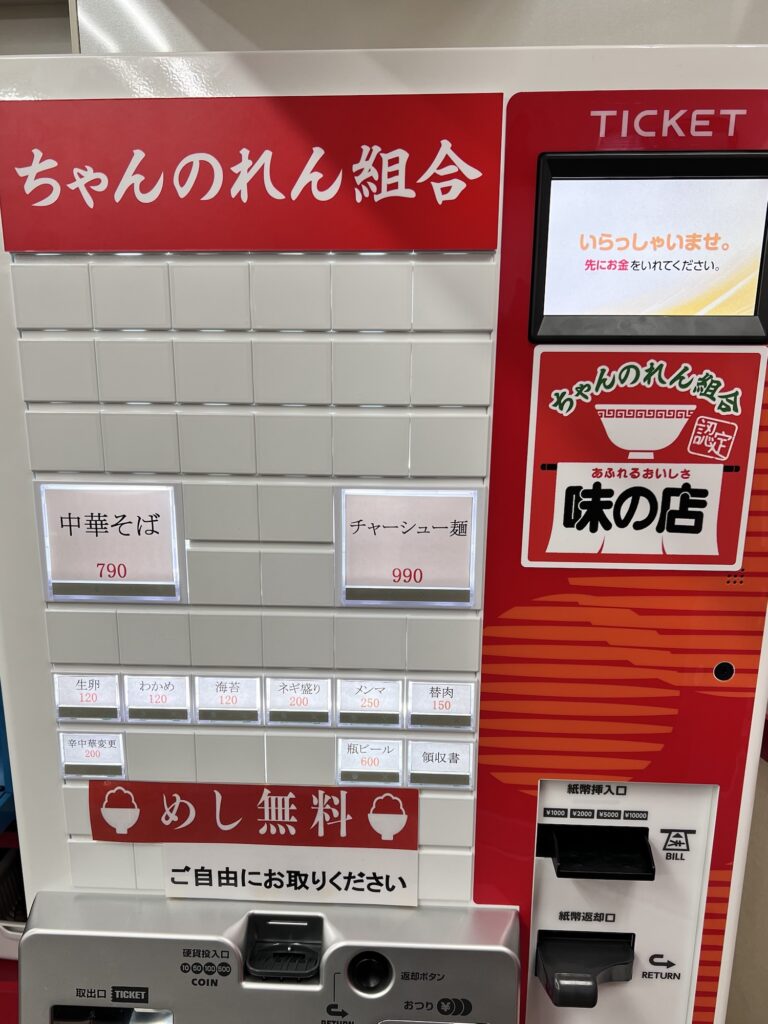 ちゃんのれん組合
TICKET
いらっしゃいませ。
先にお金をいれてください。
ちゃんのれん組合
認定
あふれるおいしさ
味の店
中華そば
790
チャーシュー麺
990
生卵
120
わかめ
120
海苔
120
ネギ盛り
200
メンマ
250
替肉
150
辛中華変更
200
瓶ビール
600
領収書
めし無料
ご自由にお取りください
紙幣挿入口
¥1000 ¥2000 ¥5000 ¥10000
BILL
紙幣返却口
RETURN
硬貨投入口
10 50 100 500
COIN
返却ボタン
RETURN
おつり ¥
取出口 TICKET